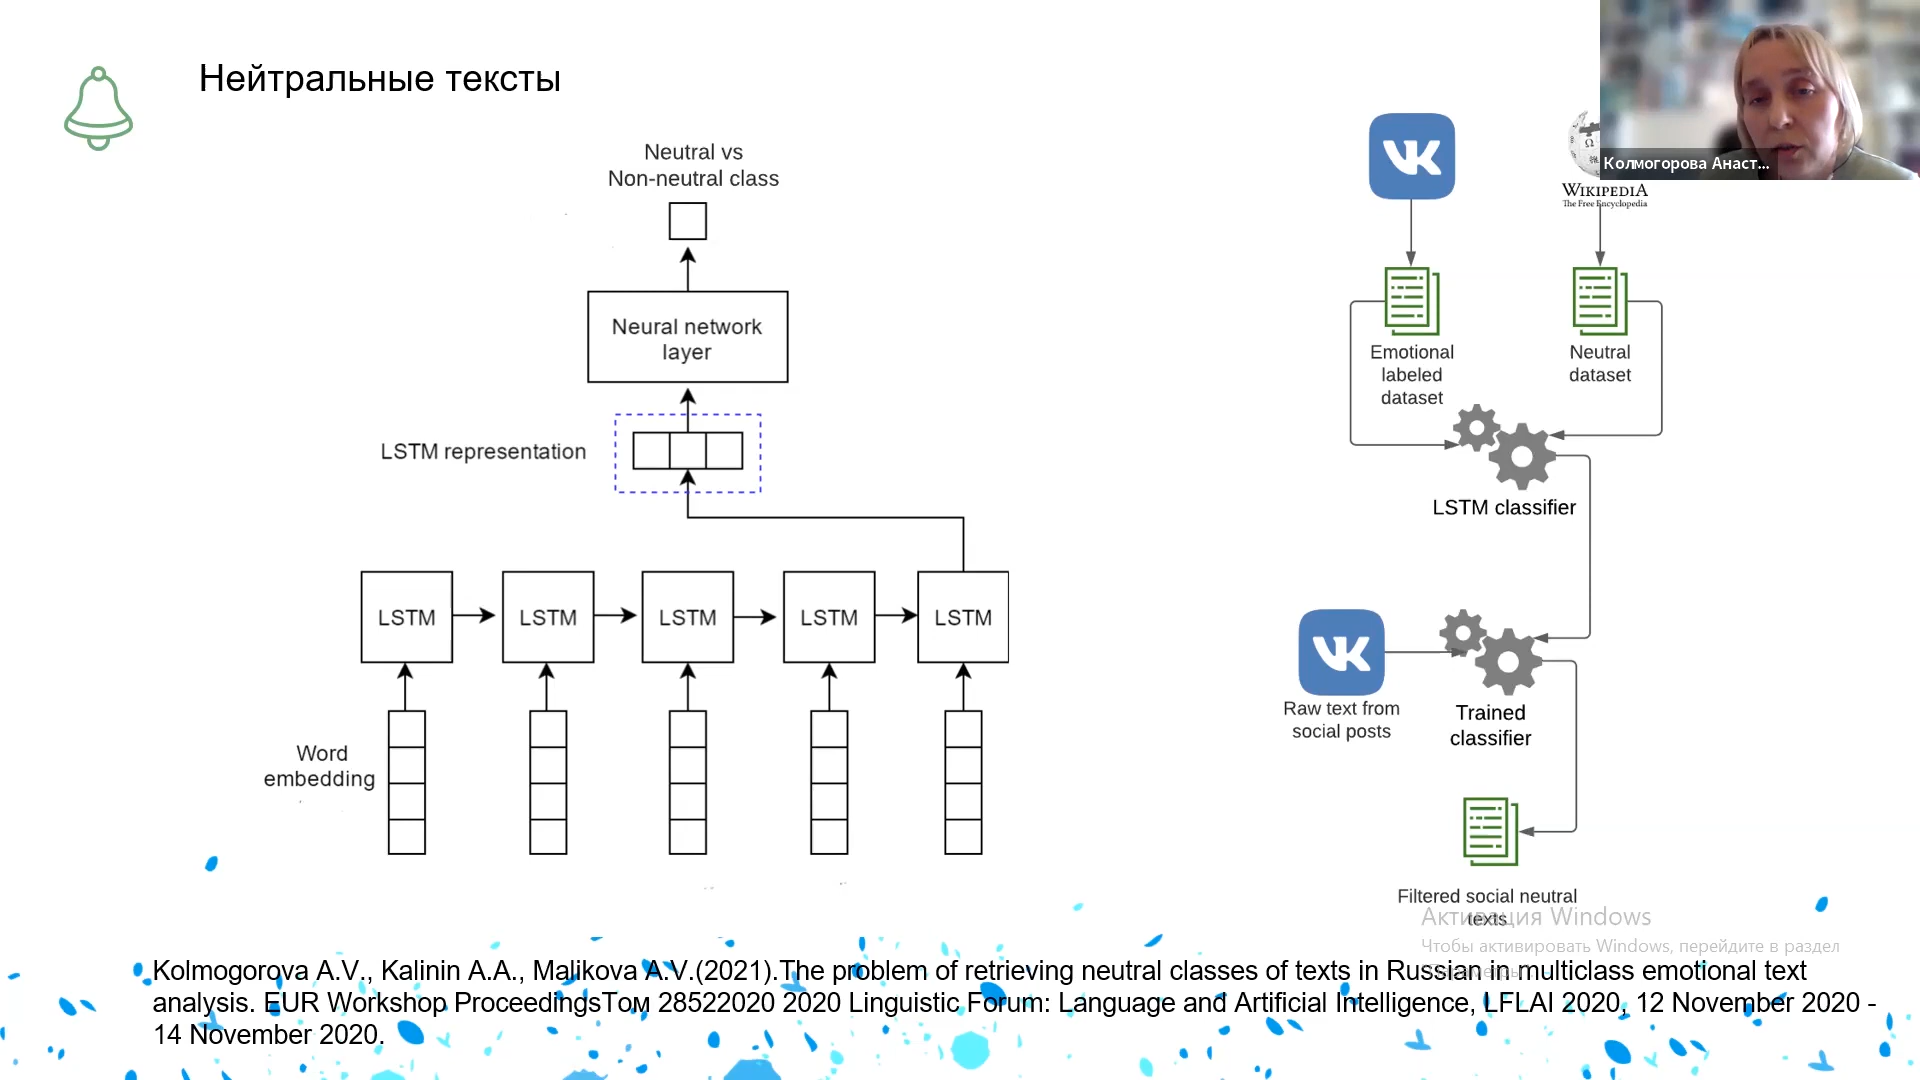 Нейтральные тексты
Neutral vs
Non-neutral class
Neural network
layer
LSTM representation
LSTM
LSTM
LSTM
LSTM
LSTM
Word
embedding
WIKIPEDIA
The Free Encyclopedia
Колмогорова Анаст...
Emotional
labeled
dataset
Neutral
dataset
LSTM classifier
Raw text from
social posts
Trained
classifier
Filtered social neutral
texts
Активация Windows
Чтобы активировать Windows, перейдите в раздел
Kolmogorova A.V., Kalinin A.A., Malikova A.V.(2021).The problem of retrieving neutral classes of texts in Russian in multiclass emotional text
analysis. EUR Workshop ProceedingsТом 28522020 2020 Linguistic Forum: Language and Artificial Intelligence, LFLAI 2020, 12 November 2020 -
14 November 2020.